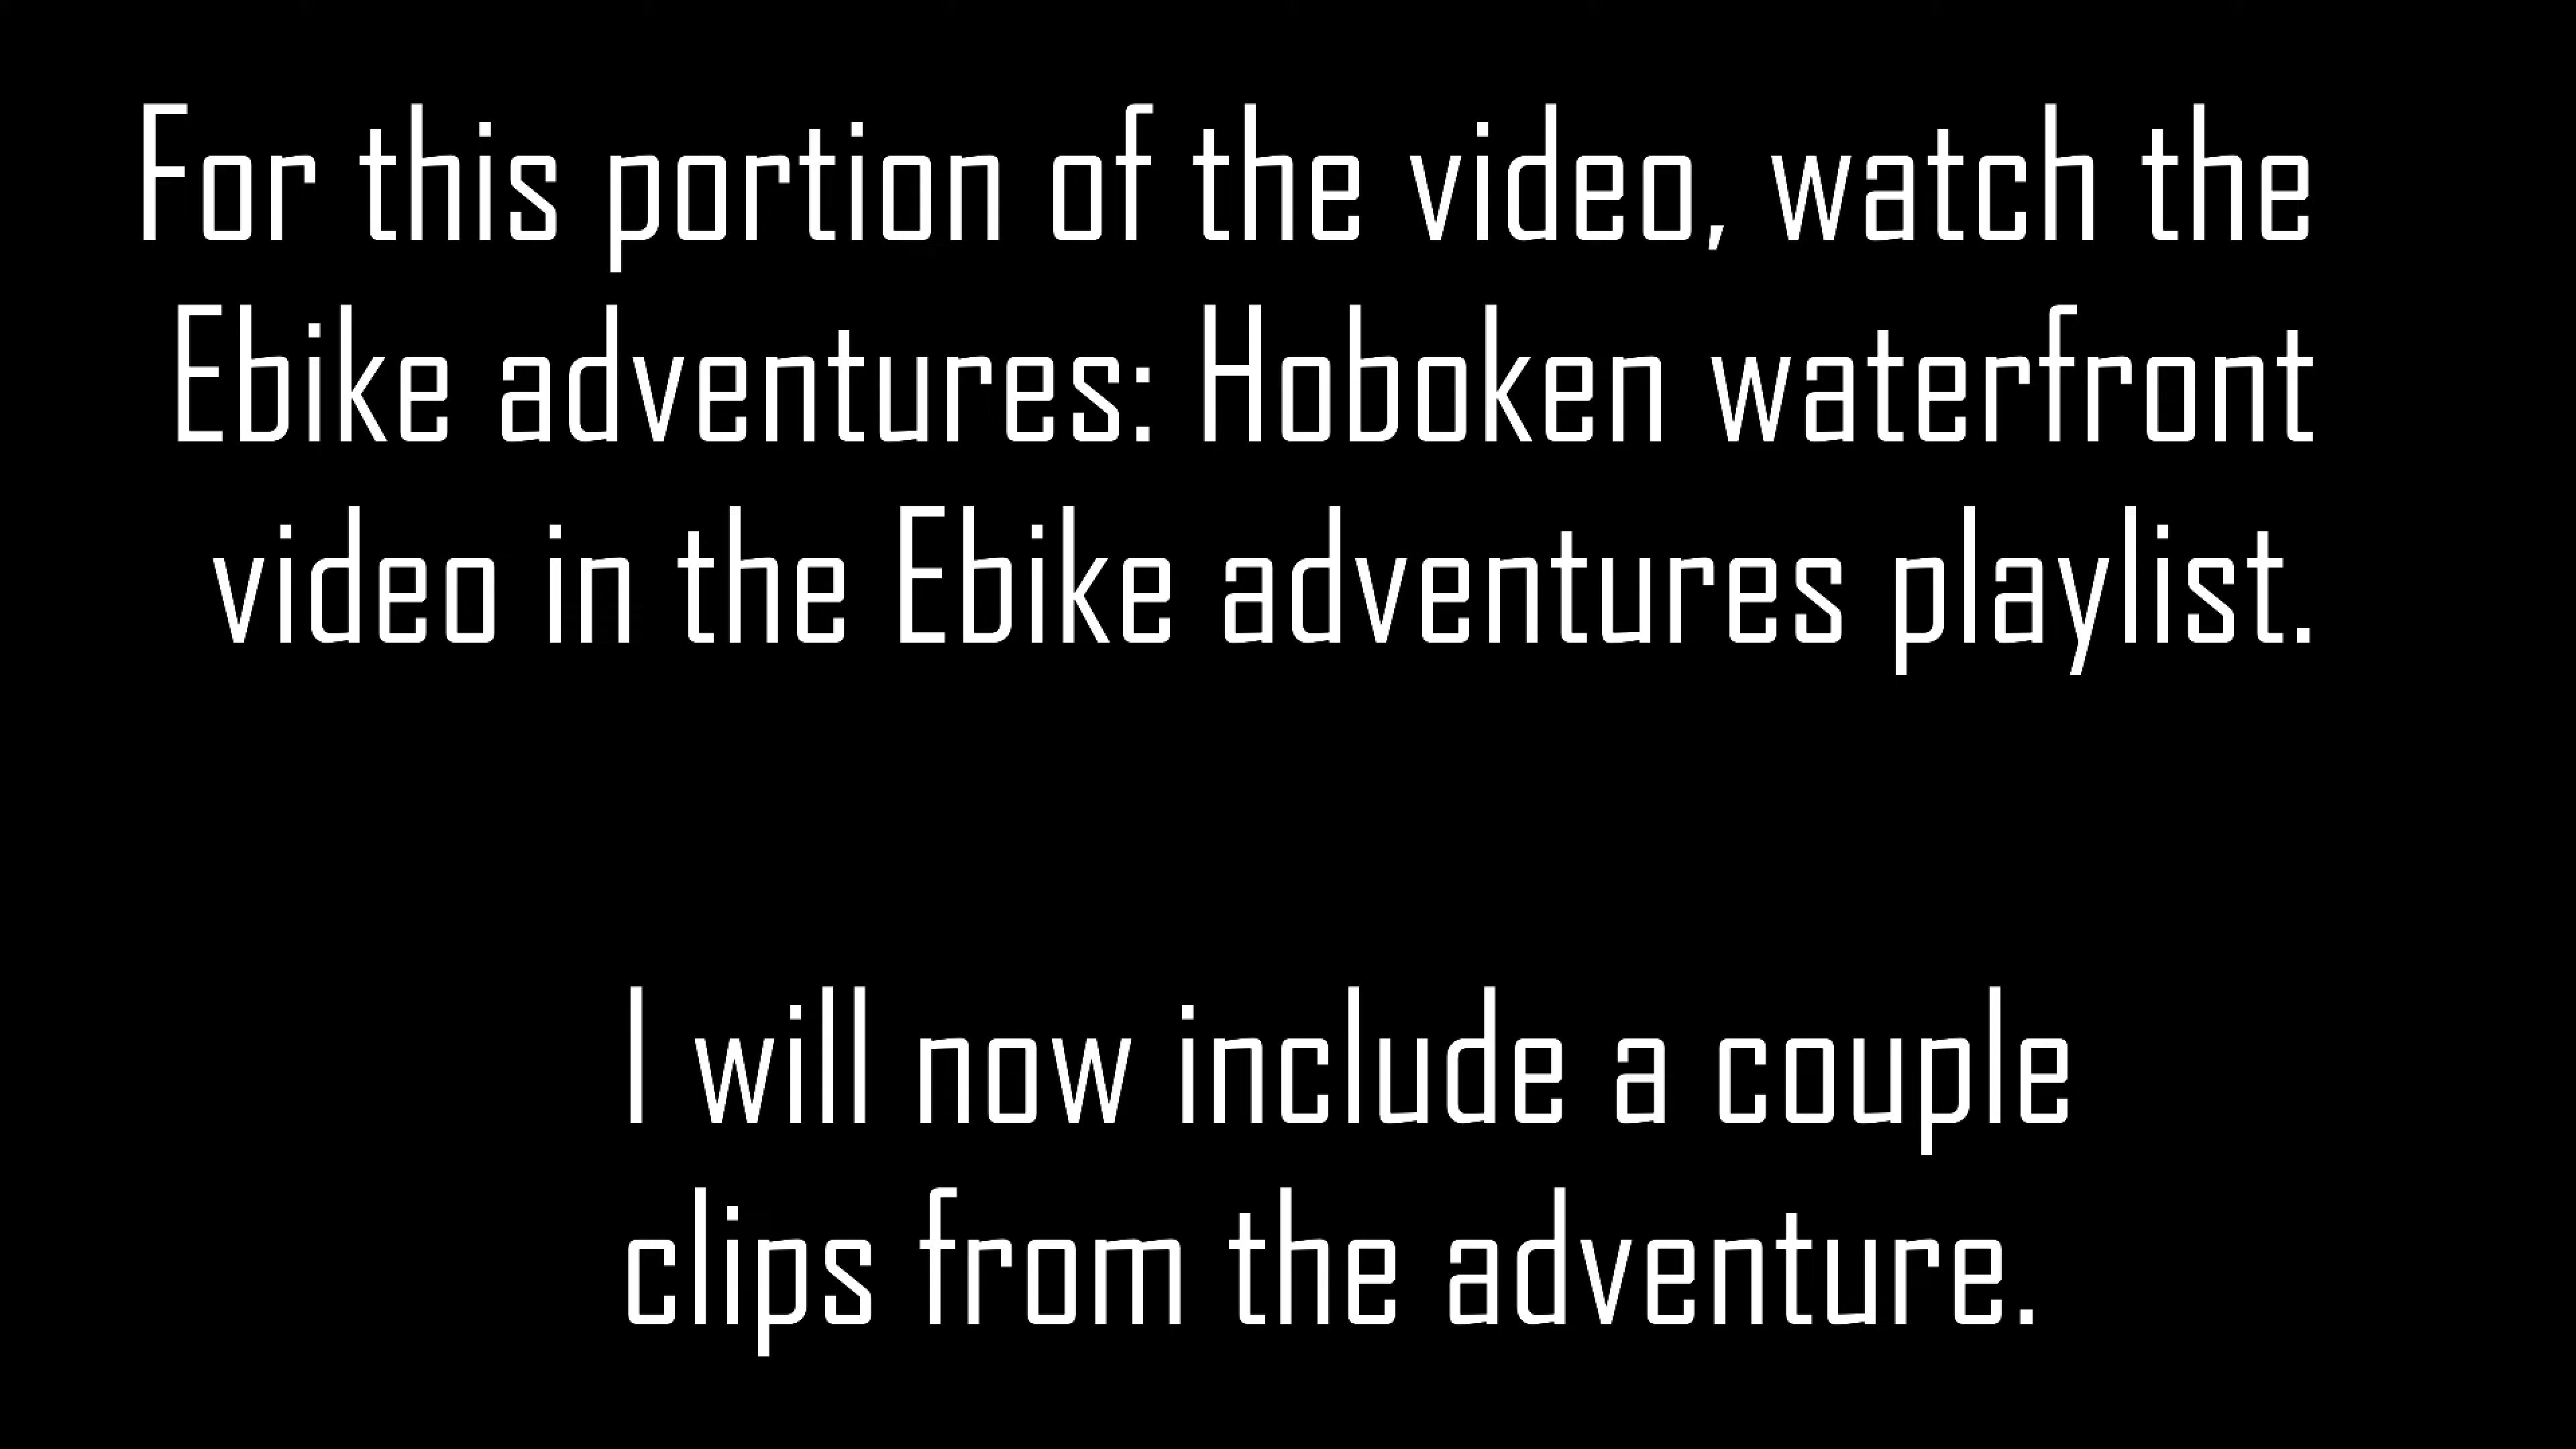 For this portion of the video, watch the
Ebike adventures: Hoboken waterfront
video in the Ebike adventures playlist.
I will now include a couple
clips from the adventure.